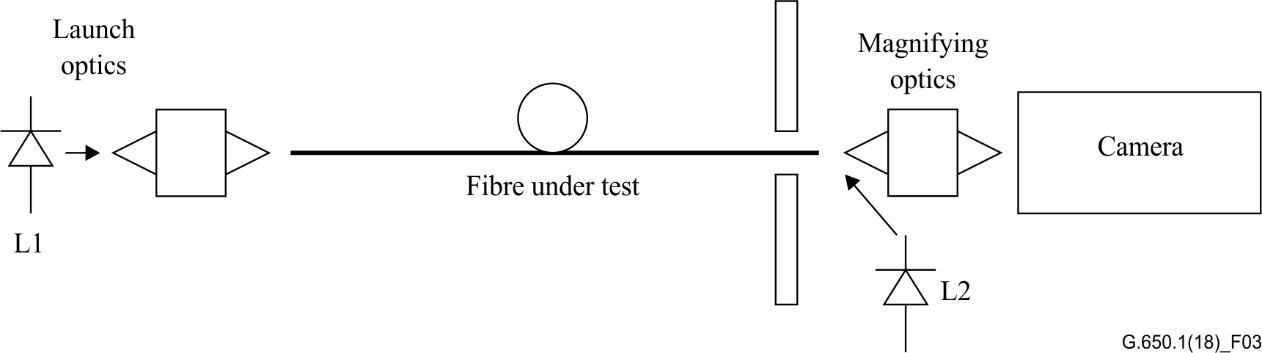 Launch
optics
Magnifying
optics
Camera
Fibre under test
L1
L2
G.650.1(18)_F03